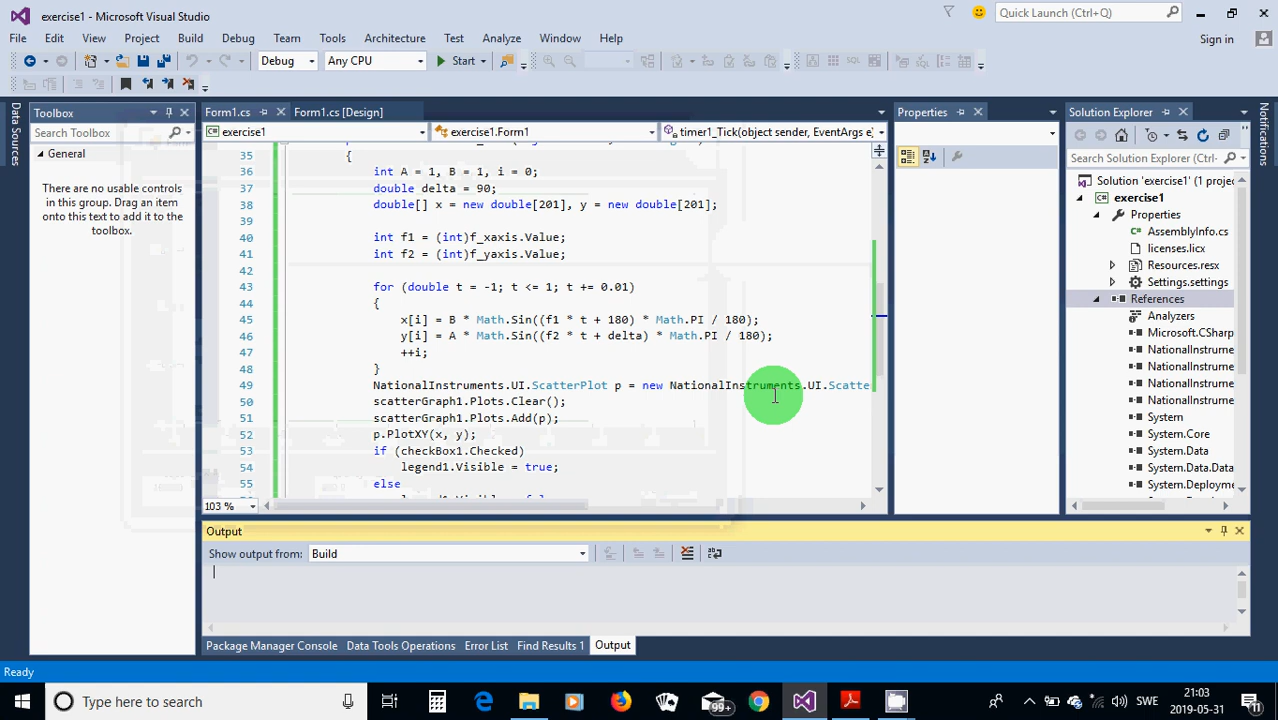 exercise1 - Microsoft Visual Studio
Quick Launch (Ctrl+Q)
File Edit View Project Build Debug Team Tools Architecture Test Analyze Window Help
Sign in
Debug Any CPU Start
Data Sources
Toolbox
Search Toolbox
General
There are no usable controls
in this group. Drag an item
onto this text to add it to the
toolbox.
Form1.cs Form1.cs [Design]
exercise1 exercise1.Form1 timer1_Tick(object sender, EventArgs e)
35 {
36 int A = 1, B = 1, i = 0;
37 double delta = 90;
38 double[] x = new double[201], y = new double[201];
39
40 int f1 = (int)f_xaxis.Value;
41 int f2 = (int)f_yaxis.Value;
42
43 for (double t = -1; t <= 1; t += 0.01)
44 {
45 x[i] = B * Math.Sin((f1 * t + 180) * Math.PI / 180);
46 y[i] = A * Math.Sin((f2 * t + delta) * Math.PI / 180);
47 ++i;
48 }
49 NationalInstruments.UI.ScatterPlot p = new NationalInstruments.UI.Scatte
50 scatterGraph1.Plots.Clear();
51 scatterGraph1.Plots.Add(p);
52 p.PlotXY(x, y);
53 if (checkBox1.Checked)
54 legend1.Visible = true;
55 else
103 %
Properties
Solution Explorer
Search Solution Explorer (Ctrl+
Solution 'exercise1' (1 projec
exercise1
Properties
AssemblyInfo.cs
licenses.licx
Resources.resx
Settings.settings
References
Analyzers
Microsoft.CSharp
NationalInstrume
NationalInstrume
NationalInstrume
NationalInstrume
System
System.Core
System.Data
System.Data.Data
System.Deployme
Notifications
Output
Show output from: Build
Package Manager Console Data Tools Operations Error List Find Results 1 Output
Ready
Type here to search
99+
SWE
21:03
2019-05-31
11